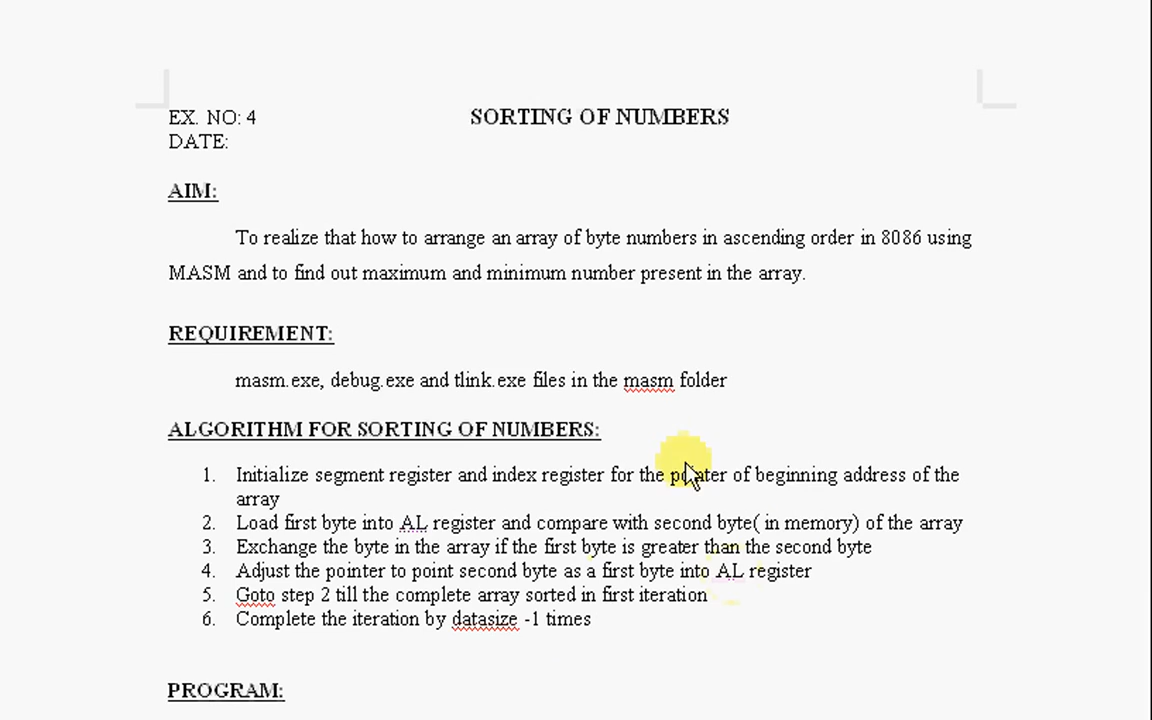 EX. NO: 4 SORTING OF NUMBERS
DATE:
AIM:
To realize that how to arrange an array of byte numbers in ascending order in 8086 using
MASM and to find out maximum and minimum number present in the array.
REQUIREMENT:
masm.exe, debug.exe and tlink.exe files in the masm folder
ALGORITHM FOR SORTING OF NUMBERS:
1. Initialize segment register and index register for the pointer of beginning address of the
array
2. Load first byte into AL register and compare with second byte( in memory) of the array
3. Exchange the byte in the array if the first byte is greater than the second byte
4. Adjust the pointer to point second byte as a first byte into AL register
5. Goto step 2 till the complete array sorted in first iteration
6. Complete the iteration by datasize -1 times
PROGRAM: